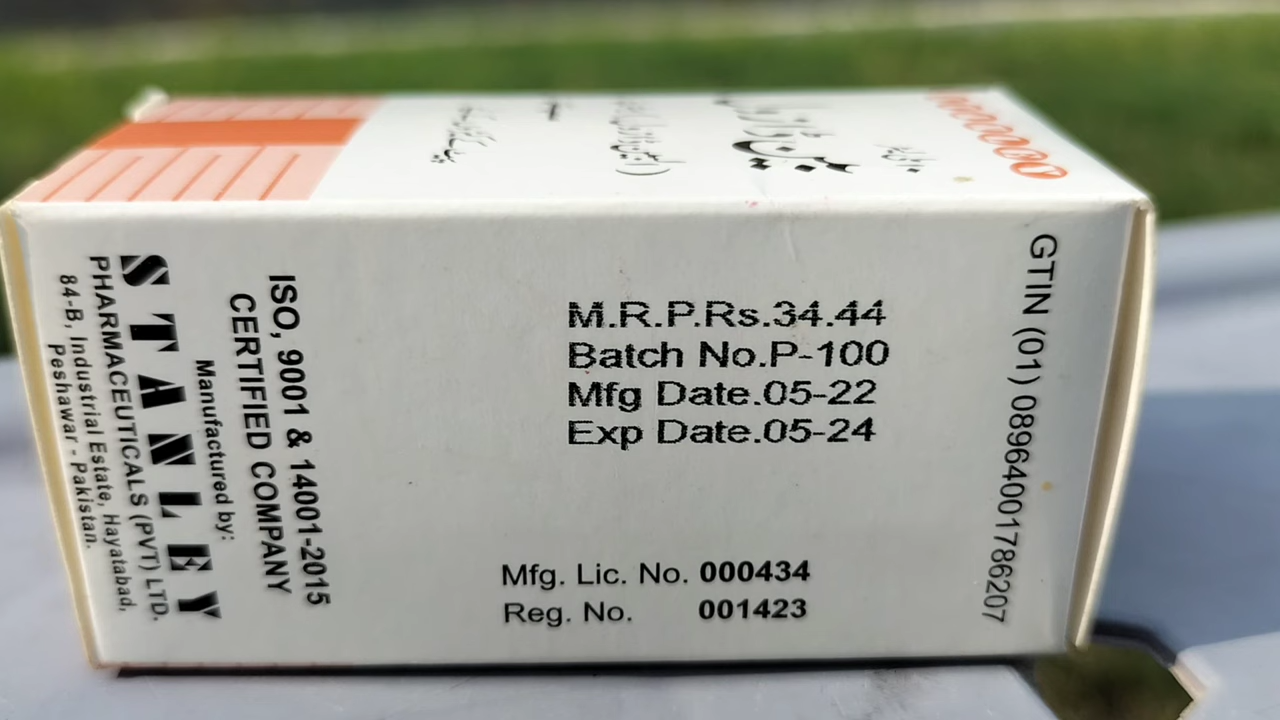 M.R.P.Rs.34.44
Batch No.P-100
Mfg Date.05-22
Exp Date.05-24
Mfg. Lic. No. 000434
Reg. No. 001423
GTIN (01) 08964001786207
ISO, 9001 & 14001-2015
CERTIFIED COMPANY
Manufactured by:
STANLEY
PHARMACEUTICALS (PVT) LTD.
84-B, Industrial Estate, Hayatabad,
Peshawar - Pakistan.